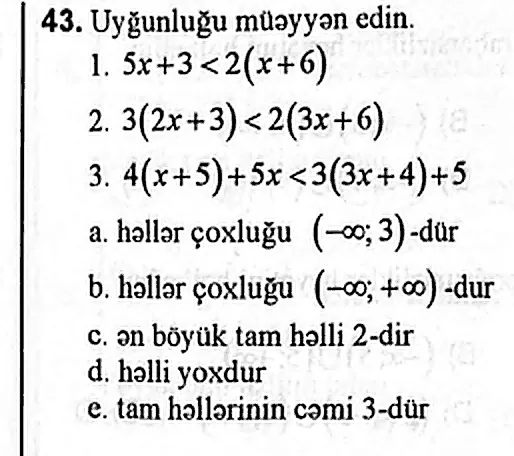 43. Uyğunluğu müəyyən edin.
1. 5x+3<2(x+6)
2. 3(2x+3)<2(3x+6)
3. 4(x+5)+5x<3(3x+4)+5
a. həllər çoxluğu (−∞; 3)-dür
b. həllər çoxluğu (−∞; +∞)-dur
c. ən böyük tam həlli 2-dir
d. həlli yoxdur
e. tam həllərinin cəmi 3-dür